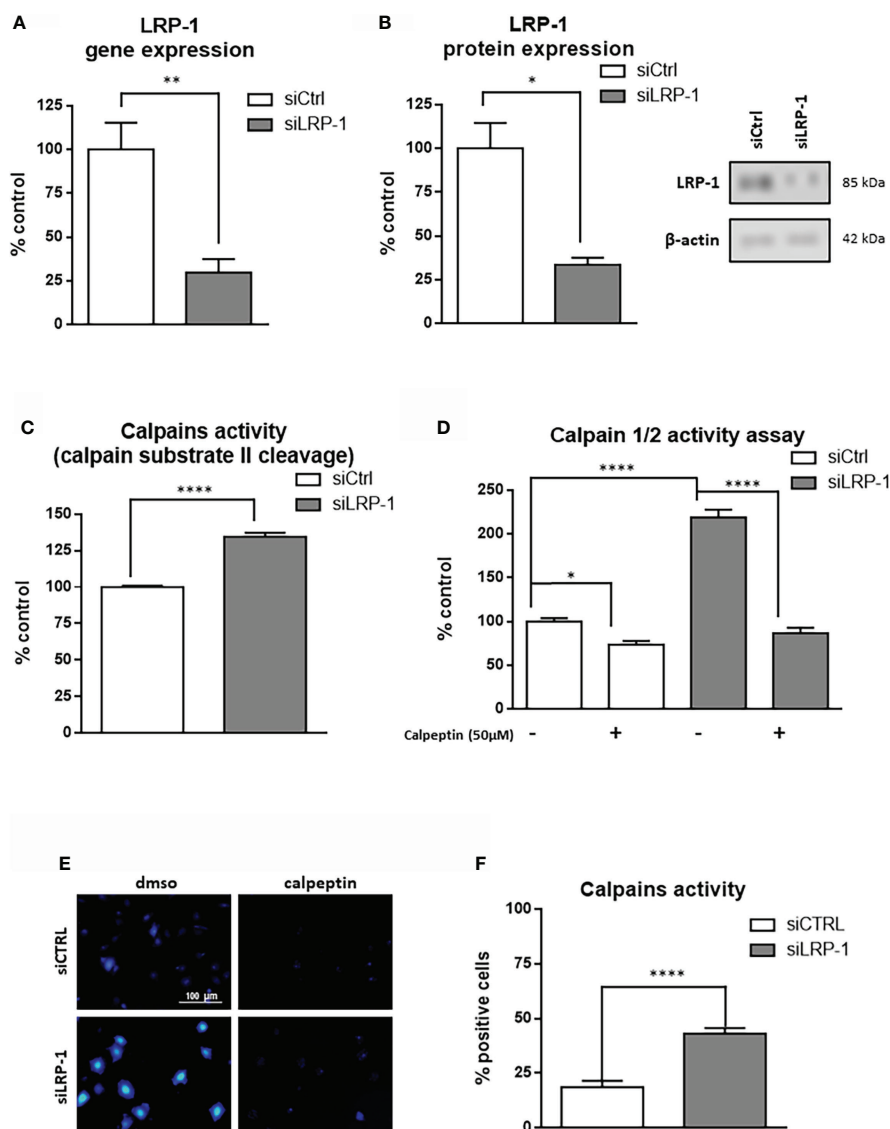 A
LRP-1
gene expression
siCtrl
siLRP-1
**
125
100
75
50
25
0
% control
B
LRP-1
protein expression
siCtrl
siLRP-1
*
125
100
75
50
25
0
% control
siCtrl
siLRP-1
LRP-1
85 kDa
β-actin
42 kDa
C
Calpains activity
(calpain substrate II cleavage)
siCtrl
siLRP-1
****
150
125
100
75
50
25
0
% control
D
Calpain 1/2 activity assay
siCtrl
siLRP-1
****
****
*
250
200
150
100
50
0
% control
Calpeptin (50µM) - + - +
E
dmso calpeptin
siCTRL
100 µm
siLRP-1
F
Calpains activity
siCTRL
siLRP-1
****
100
75
50
25
0
% positive cells